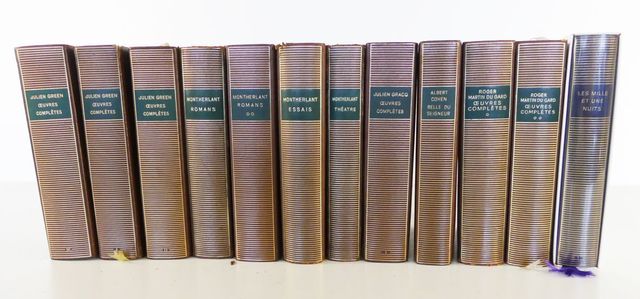 JULIEN GREEN
ŒUVRES
COMPLÈTES
JULIEN GREEN
ŒUVRES
COMPLÈTES
JULIEN GREEN
ŒUVRES
COMPLÈTES
MONTHERLANT
ROMANS
MONTHERLANT
ROMANS
**
MONTHERLANT
ESSAIS
MONTHERLANT
THÉATRE
JULIEN GRACQ
ŒUVRES
COMPLÈTES
ALBERT
COHEN
BELLE DU
SEIGNEUR
ROGER
MARTIN DU GARD
ŒUVRES
COMPLÈTES
*
ROGER
MARTIN DU GARD
ŒUVRES
COMPLÈTES
**
LES MILLE
ET UNE
NUITS